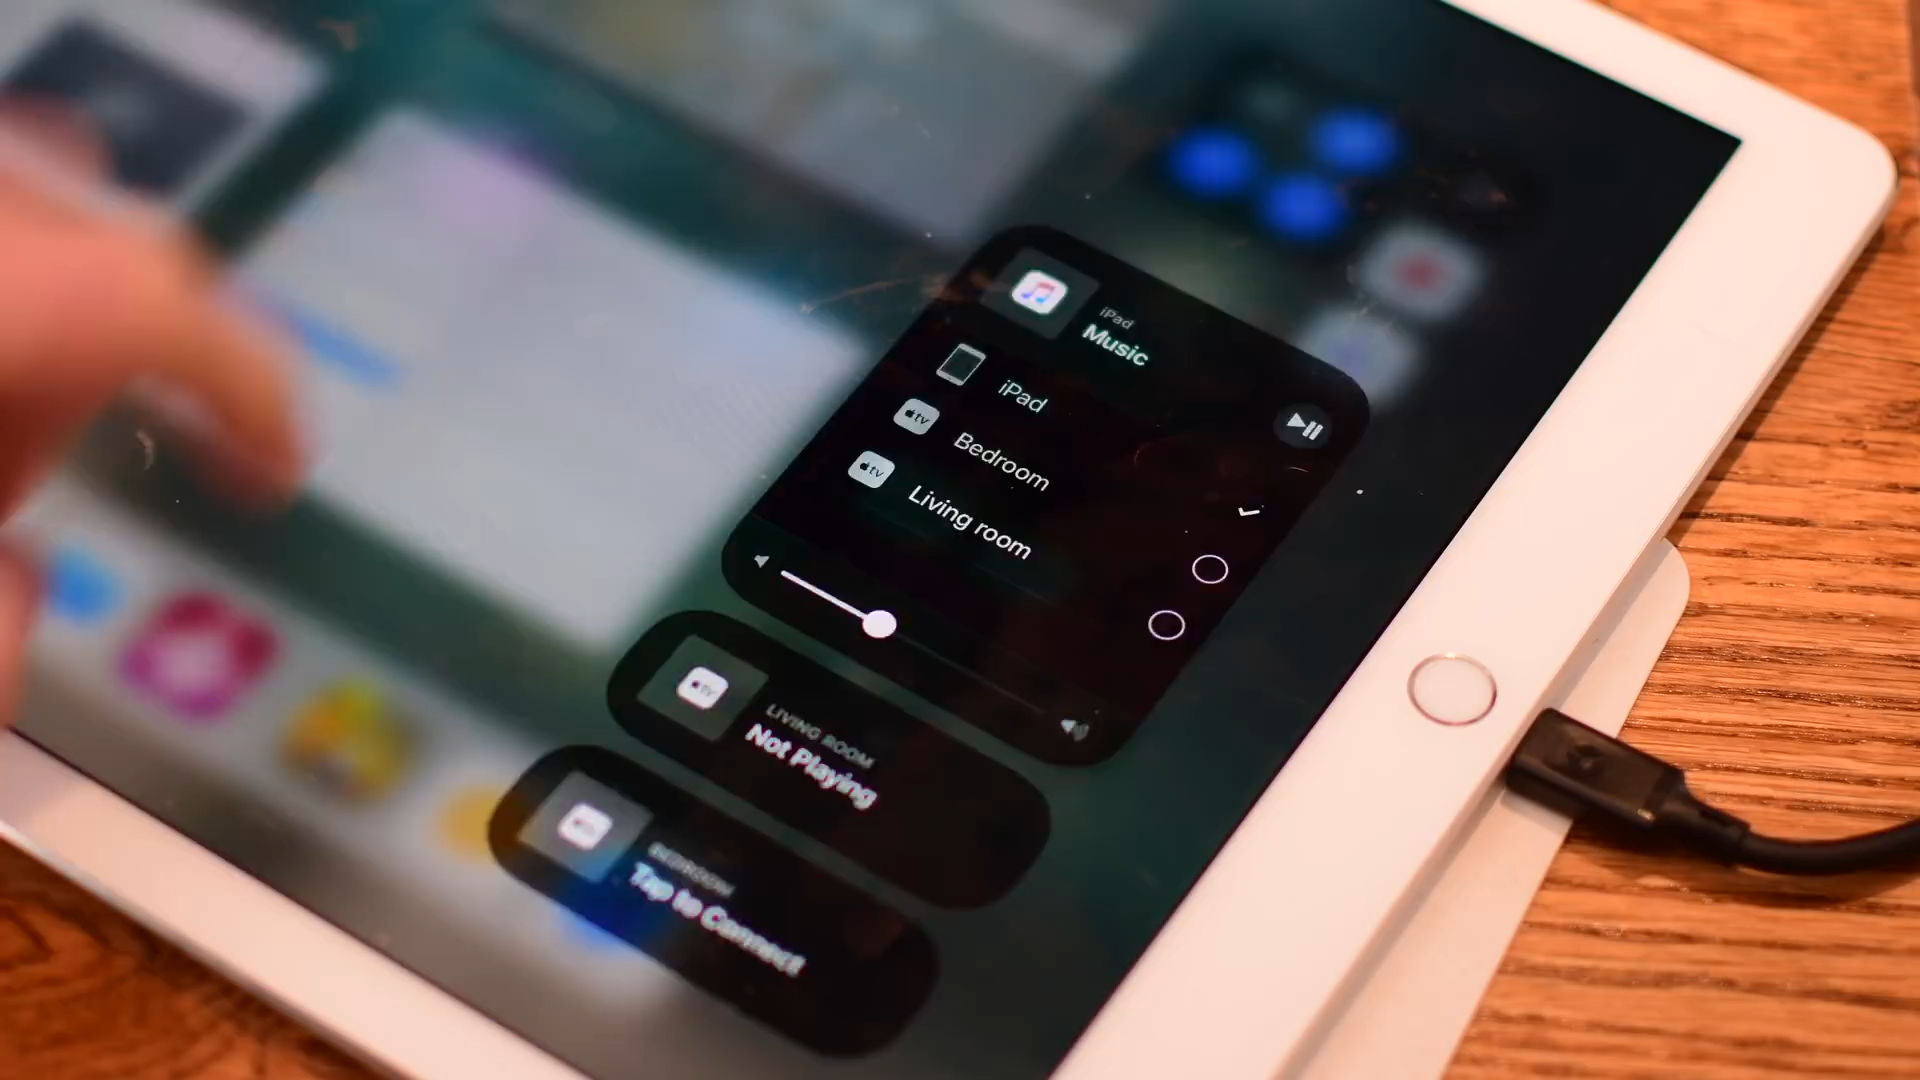 iPad
Music
iPad
tv
Bedroom
tv
Living room
tv
LIVING ROOM
Not Playing
BEDROOM
Tap to Connect